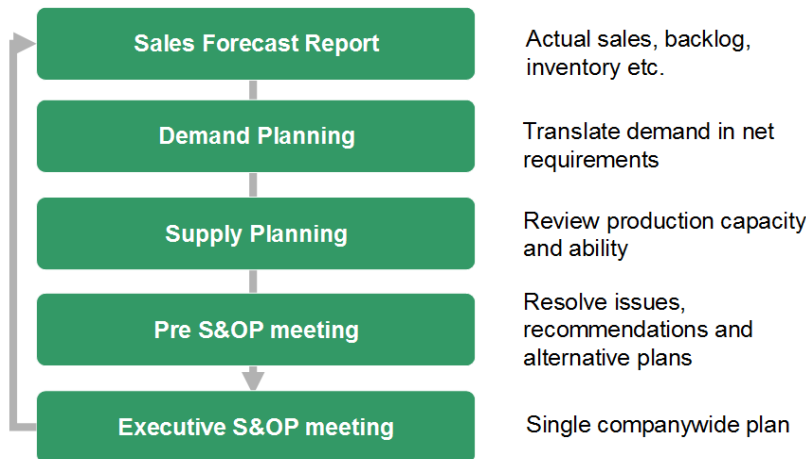 Sales Forecast Report
Actual sales, backlog,
inventory etc.
Demand Planning
Translate demand in net
requirements
Supply Planning
Review production capacity
and ability
Pre S&OP meeting
Resolve issues,
recommendations and
alternative plans
Executive S&OP meeting
Single companywide plan